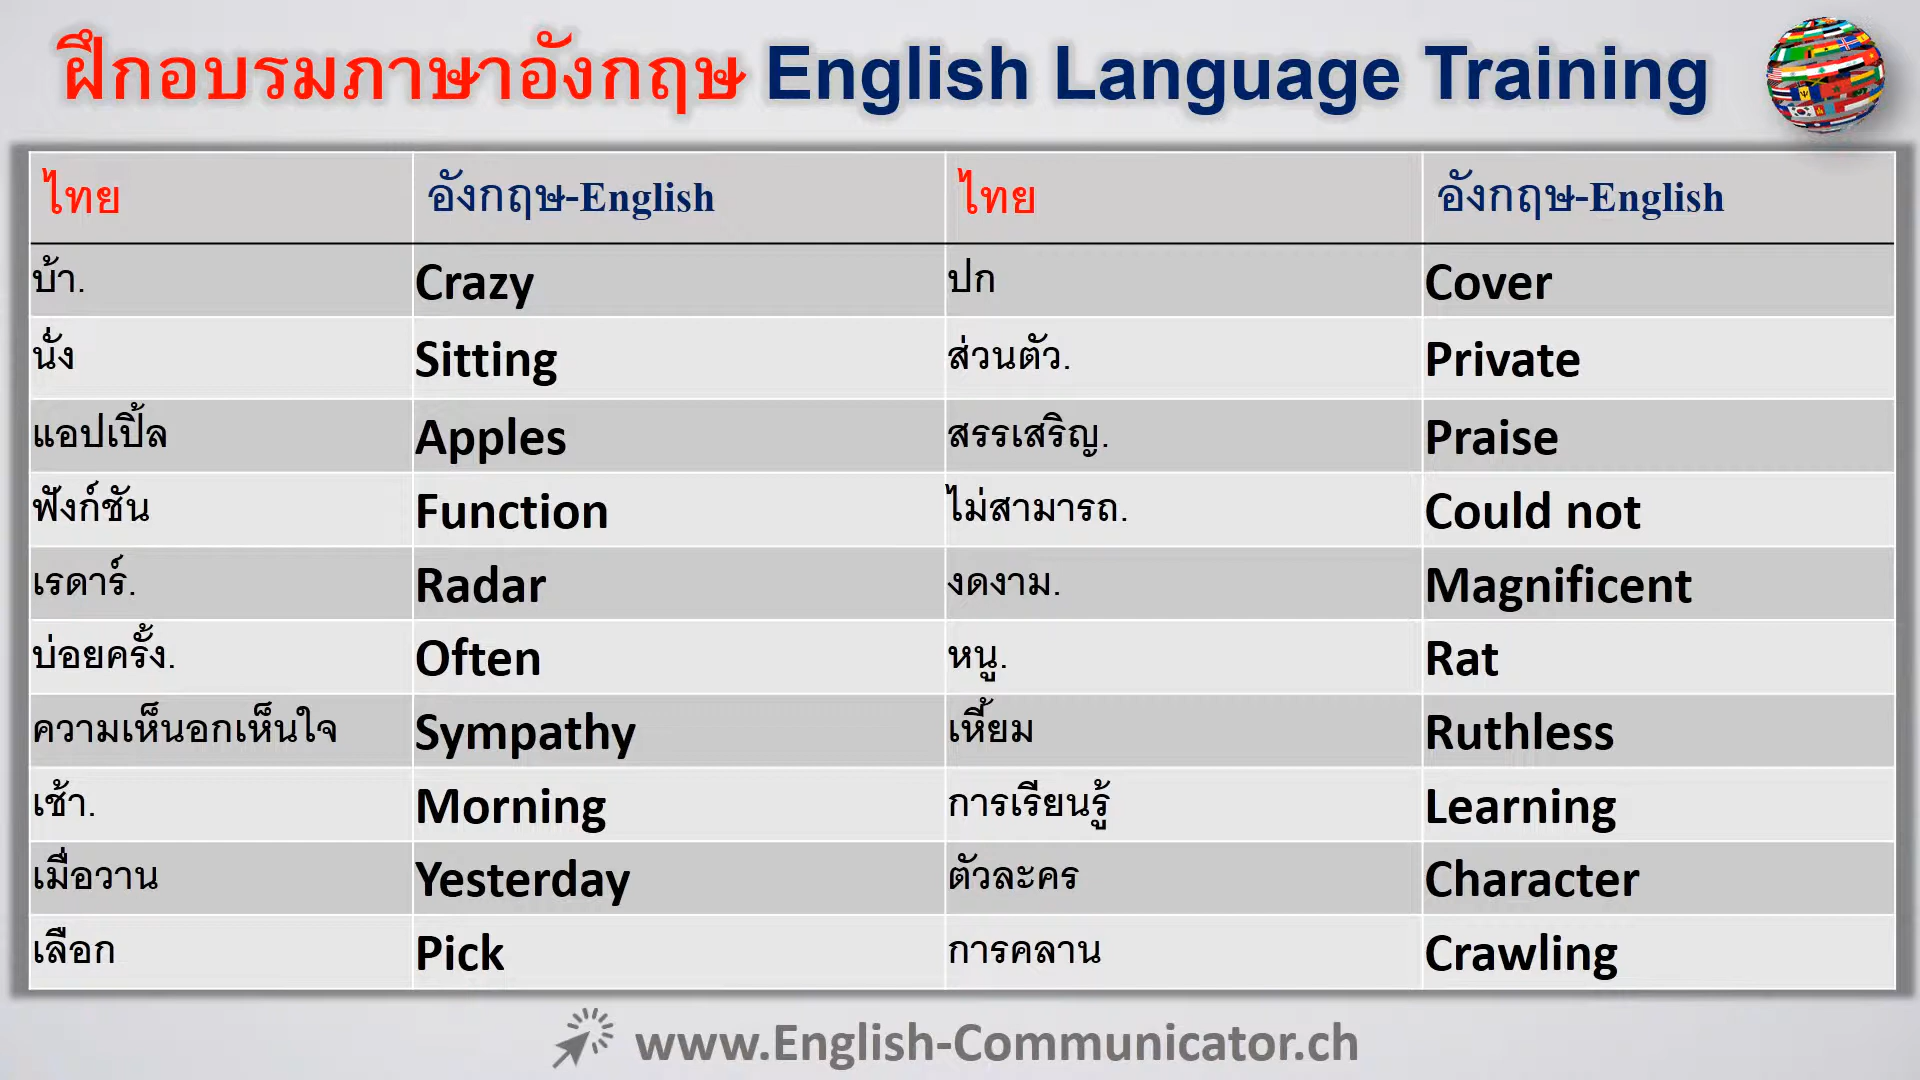 ฝึกอบรมภาษาอังกฤษ English Language Training
ไทย อังกฤษ-English ไทย อังกฤษ-English
บ้า. Crazy ปก Cover
นั่ง Sitting ส่วนตัว. Private
แอปเปิ้ล Apples สรรเสริญ. Praise
ฟังก์ชัน Function ไม่สามารถ. Could not
เรดาร์. Radar งดงาม. Magnificent
บ่อยครั้ง. Often หนู. Rat
ความเห็นอกเห็นใจ Sympathy เหี้ยม Ruthless
เช้า. Morning การเรียนรู้ Learning
เมื่อวาน Yesterday ตัวละคร Character
เลือก Pick การคลาน Crawling
www.English-Communicator.ch